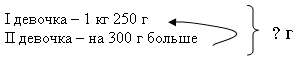 I девочка – 1 кг 250 г
II девочка – на 300 г больше
? г